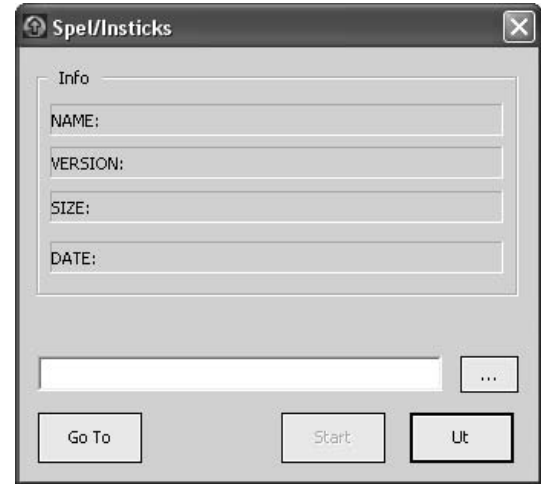 Spel/Insticks
Info
NAME:
VERSION:
SIZE:
DATE:
...
Go To
Start
Ut